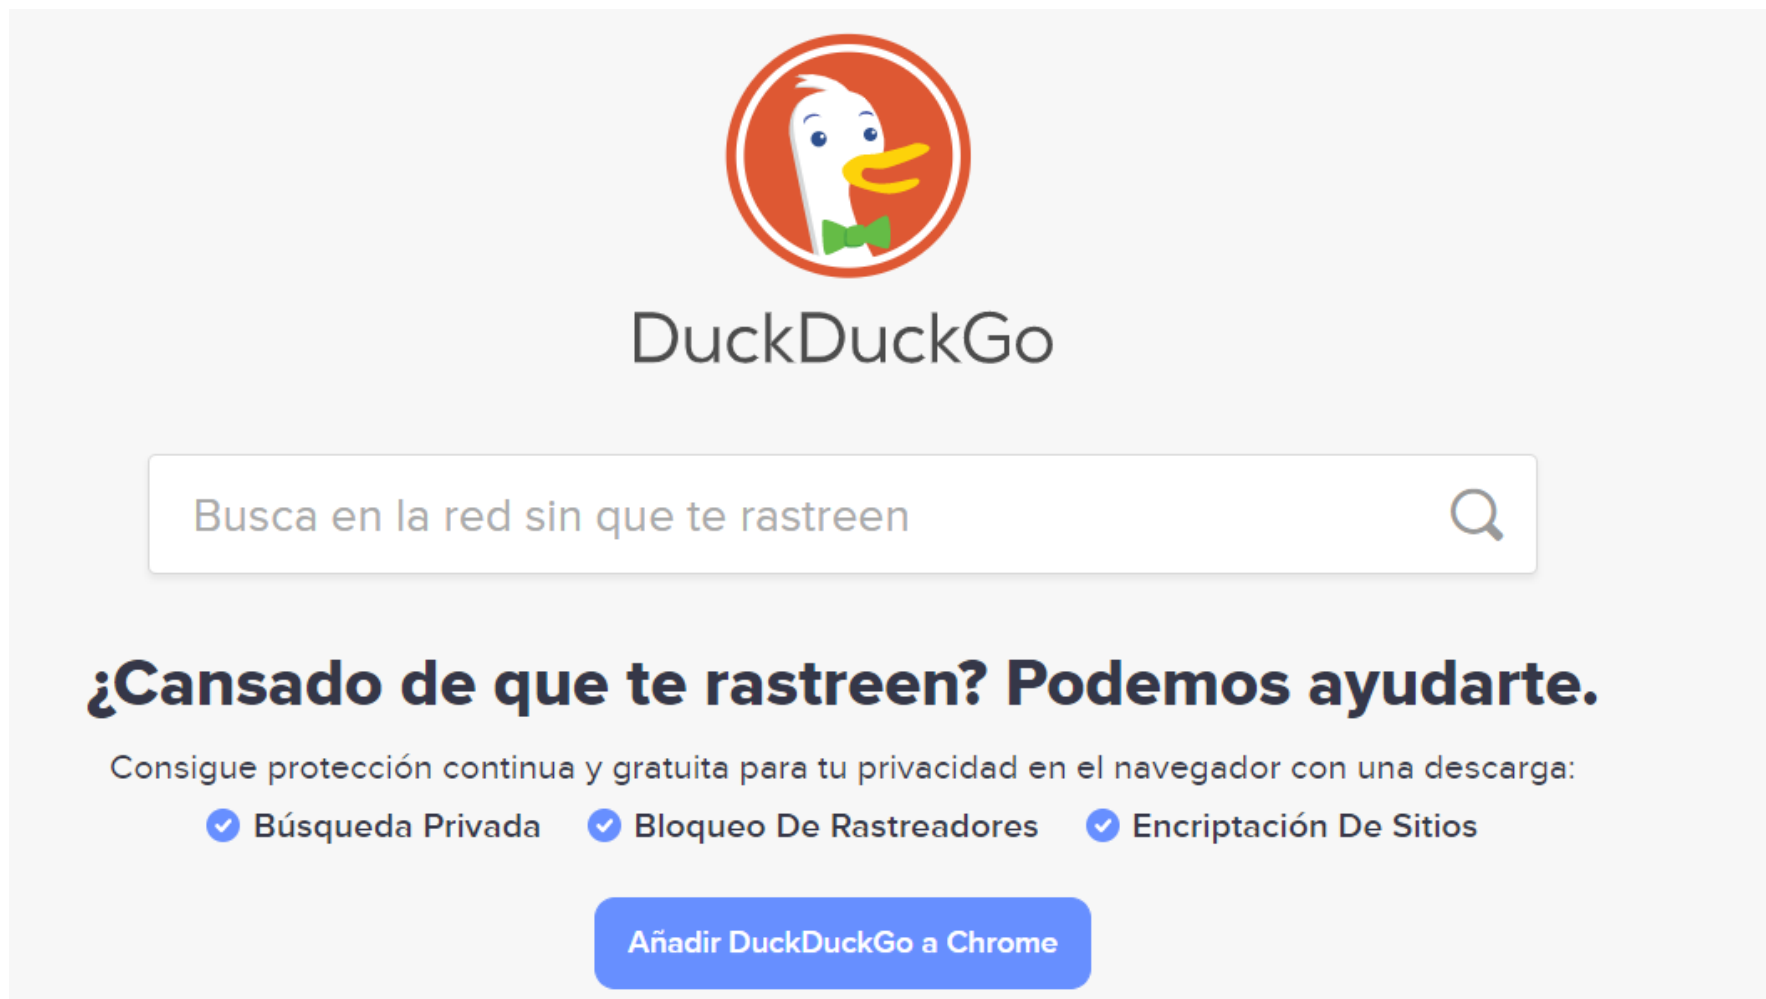 DuckDuckGo
Busca en la red sin que te rastreen
¿Cansado de que te rastreen? Podemos ayudarte.
Consigue protección continua y gratuita para tu privacidad en el navegador con una descarga:
Búsqueda Privada Bloqueo De Rastreadores Encriptación De Sitios
Añadir DuckDuckGo a Chrome